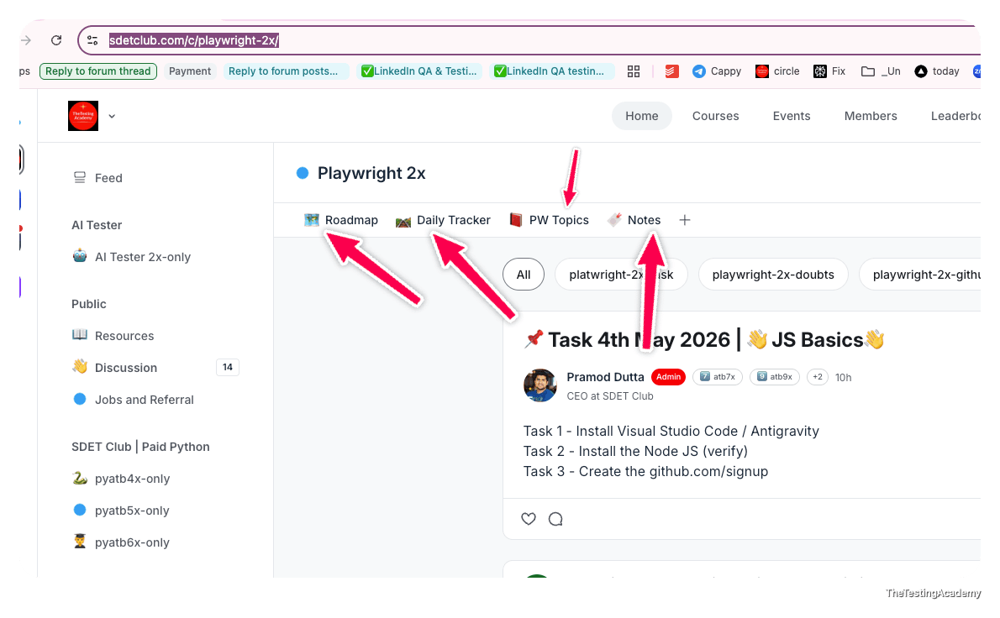 sdetclub.com/c/playwright-2x/
ps Reply to forum thread Payment Reply to forum posts... LinkedIn QA & Testi... LinkedIn QA testin... Cappy circle Fix _Un today
TheTesting Academy
Home Courses Events Members Leaderbo
Feed
AI Tester
AI Tester 2x-only
Public
Resources
Discussion 14
Jobs and Referral
SDET Club | Paid Python
pyatb4x-only
pyatb5x-only
pyatb6x-only
Playwright 2x
Roadmap Daily Tracker PW Topics Notes
All platwright-2x- sk playwright-2x-doubts playwright-2x-githu
Task 4th May 2026 | 👋 JS Basics👋
Pramod Dutta Admin 7 atb7x 9 atb9x +2 10h
CEO at SDET Club
Task 1 - Install Visual Studio Code / Antigravity
Task 2 - Install the Node JS (verify)
Task 3 - Create the github.com/signup
TheTestingAcademy